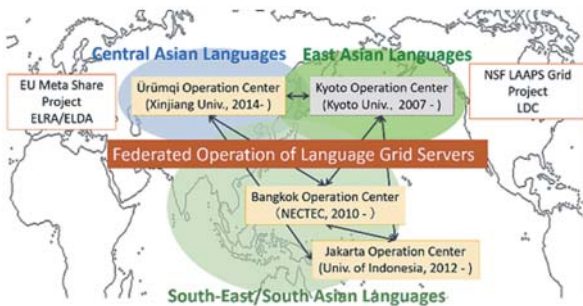 Central Asian Languages
East Asian Languages
EU Meta Share
Project
ELRA/ELDA
Ürümqi Operation Center
(Xinjiang Univ., 2014- )
Kyoto Operation Center
(Kyoto Univ., 2007 - )
NSF LAAPS Grid
Project
LDC
Federated Operation of Language Grid Servers
Bangkok Operation Center
(NECTEC, 2010 - )
Jakarta Operation Center
(Univ. of Indonesia, 2012 - )
South-East/South Asian Languages